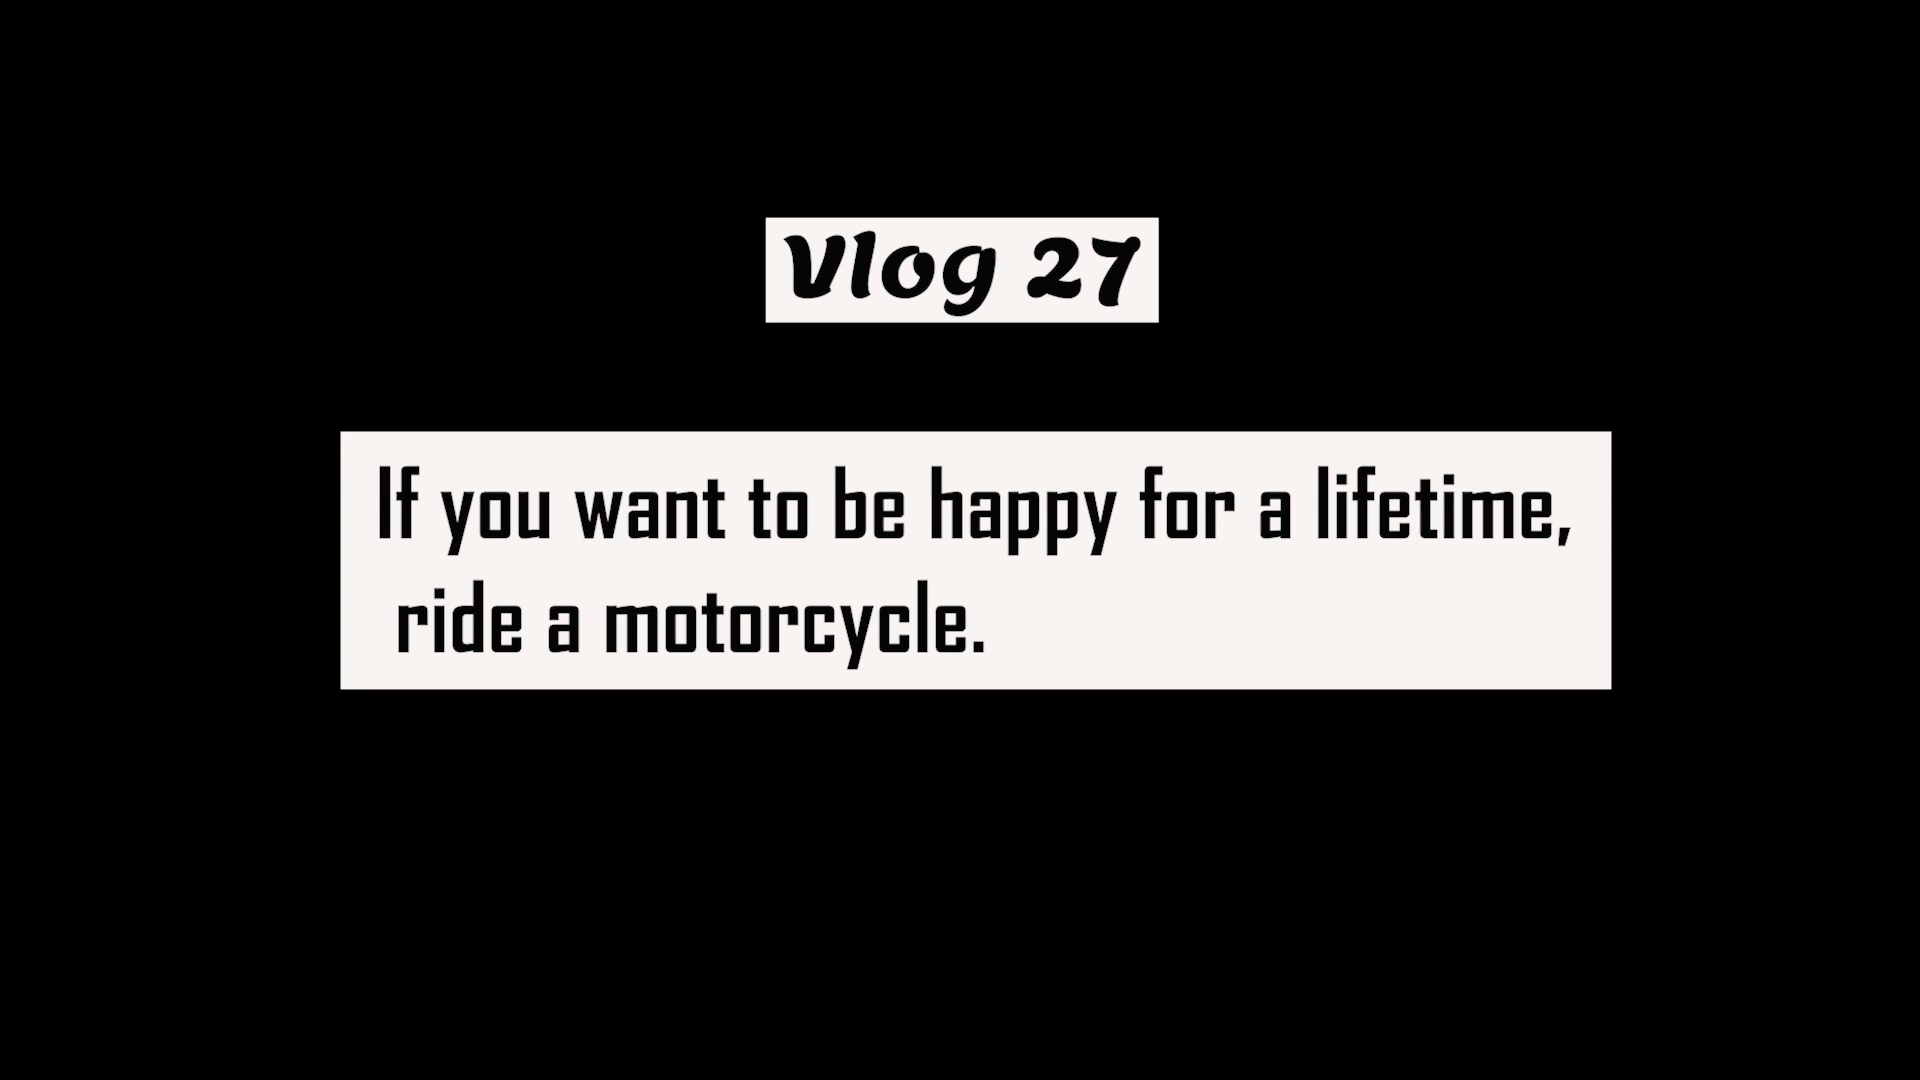 Vlog 27
If you want to be happy for a lifetime,
ride a motorcycle.